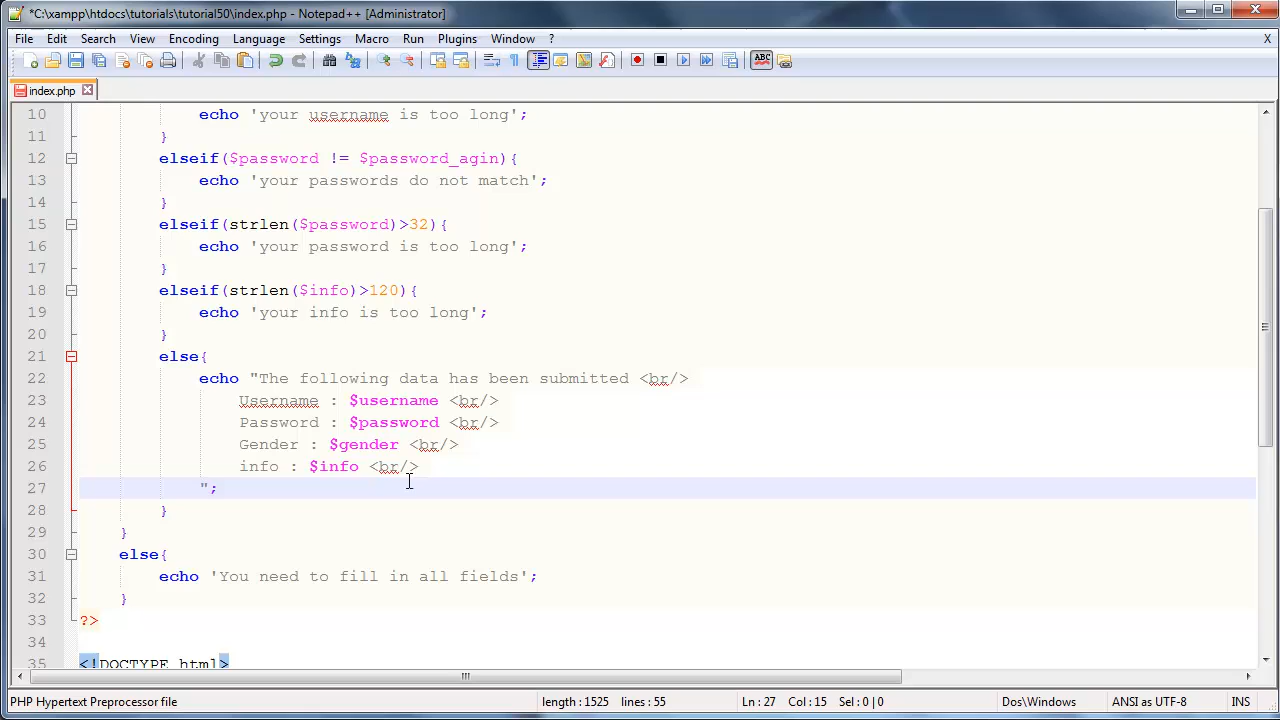 *C:\xampp\htdocs\tutorials\tutorial50\index.php - Notepad++ [Administrator]
File Edit Search View Encoding Language Settings Macro Run Plugins Window ? X
ABC
index.php
10 echo 'your username is too long';
11 }
12 elseif($password != $password_agin){
13 echo 'your passwords do not match';
14 }
15 elseif(strlen($password)>32){
16 echo 'your password is too long';
17 }
18 elseif(strlen($info)>120){
19 echo 'your info is too long';
20 }
21 else{
22 echo "The following data has been submitted <br/>
23 Username : $username <br/>
24 Password : $password <br/>
25 Gender : $gender <br/>
26 info : $info <br/>
27 ";
28 }
29 }
30 else{
31 echo 'You need to fill in all fields';
32 }
33 ?>
34
35 <!DOCTYPE html>
PHP Hypertext Preprocessor file length : 1525 lines : 55 Ln : 27 Col : 15 Sel : 0 | 0 Dos\Windows ANSI as UTF-8 INS